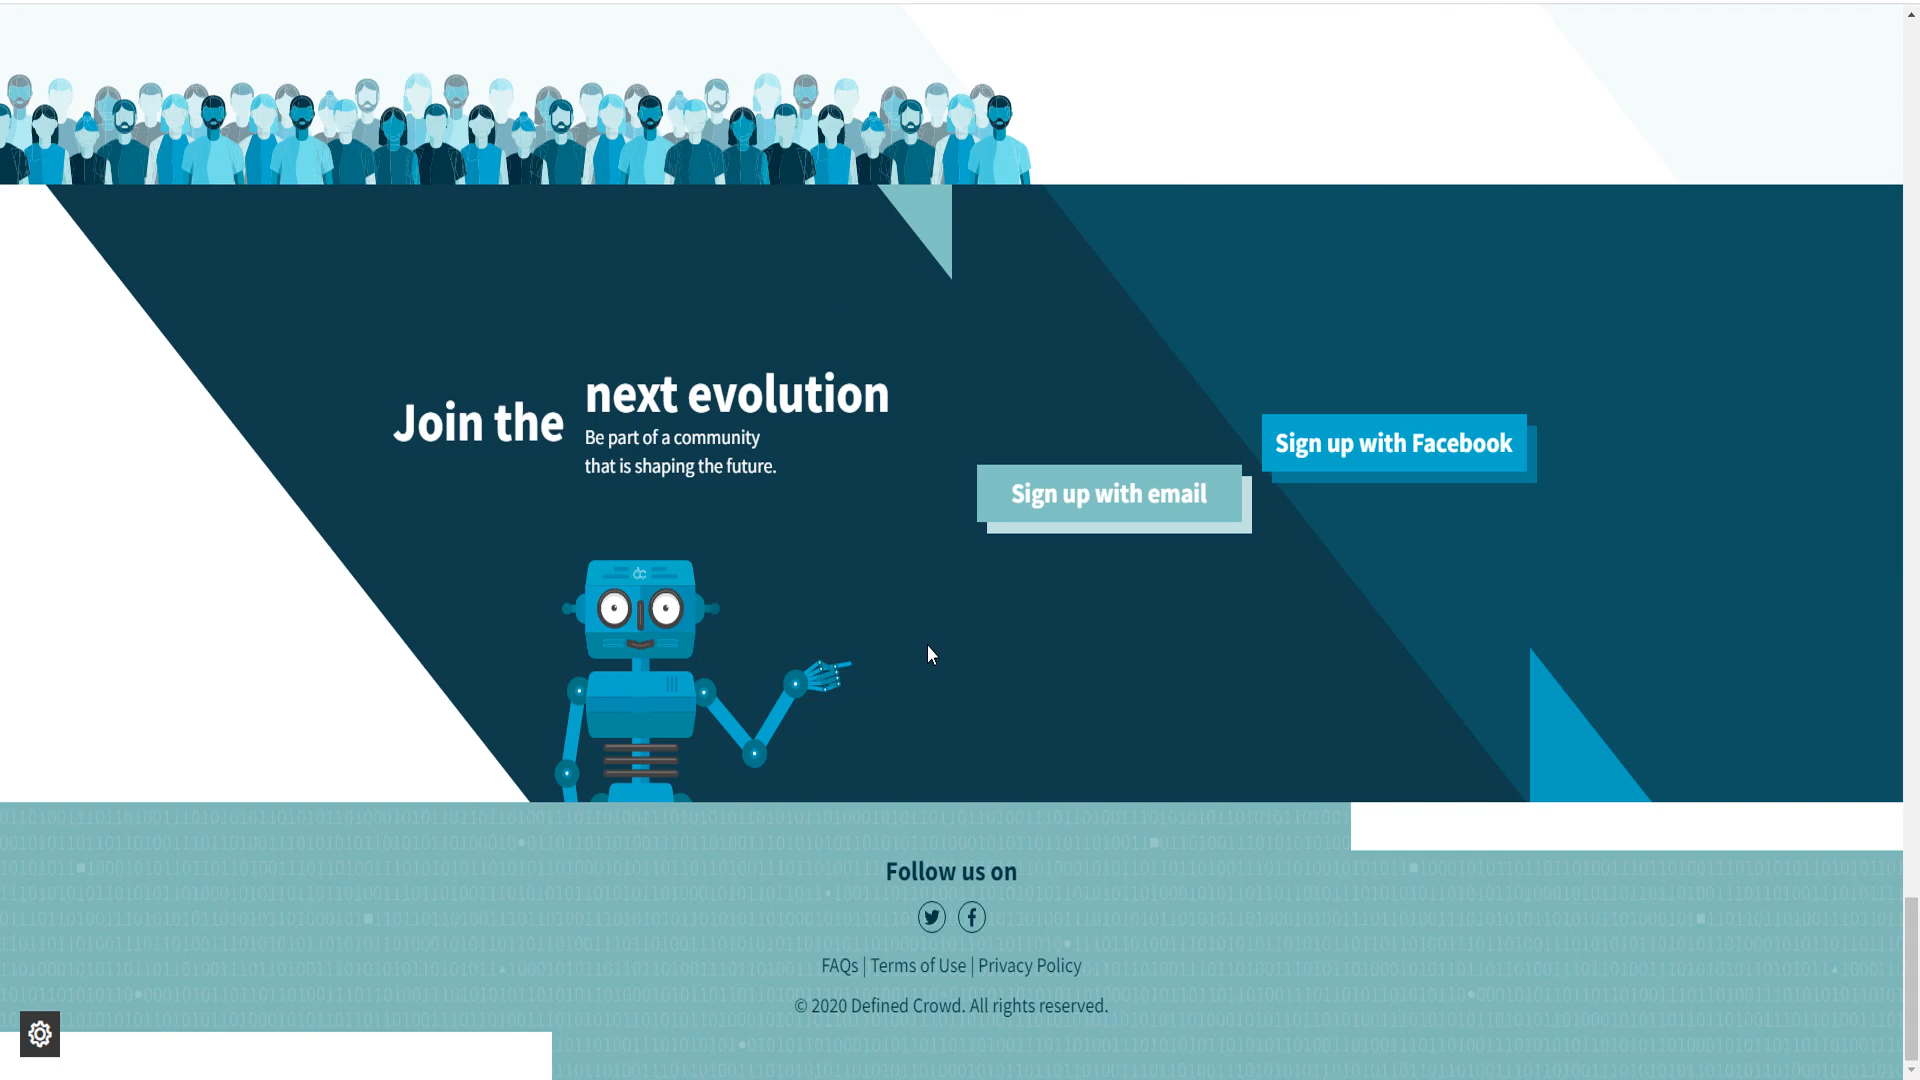 Join the
next evolution
Be part of a community
that is shaping the future.
Sign up with Facebook
Sign up with email
dc
Follow us on
FAQs | Terms of Use | Privacy Policy
© 2020 Defined Crowd. All rights reserved.